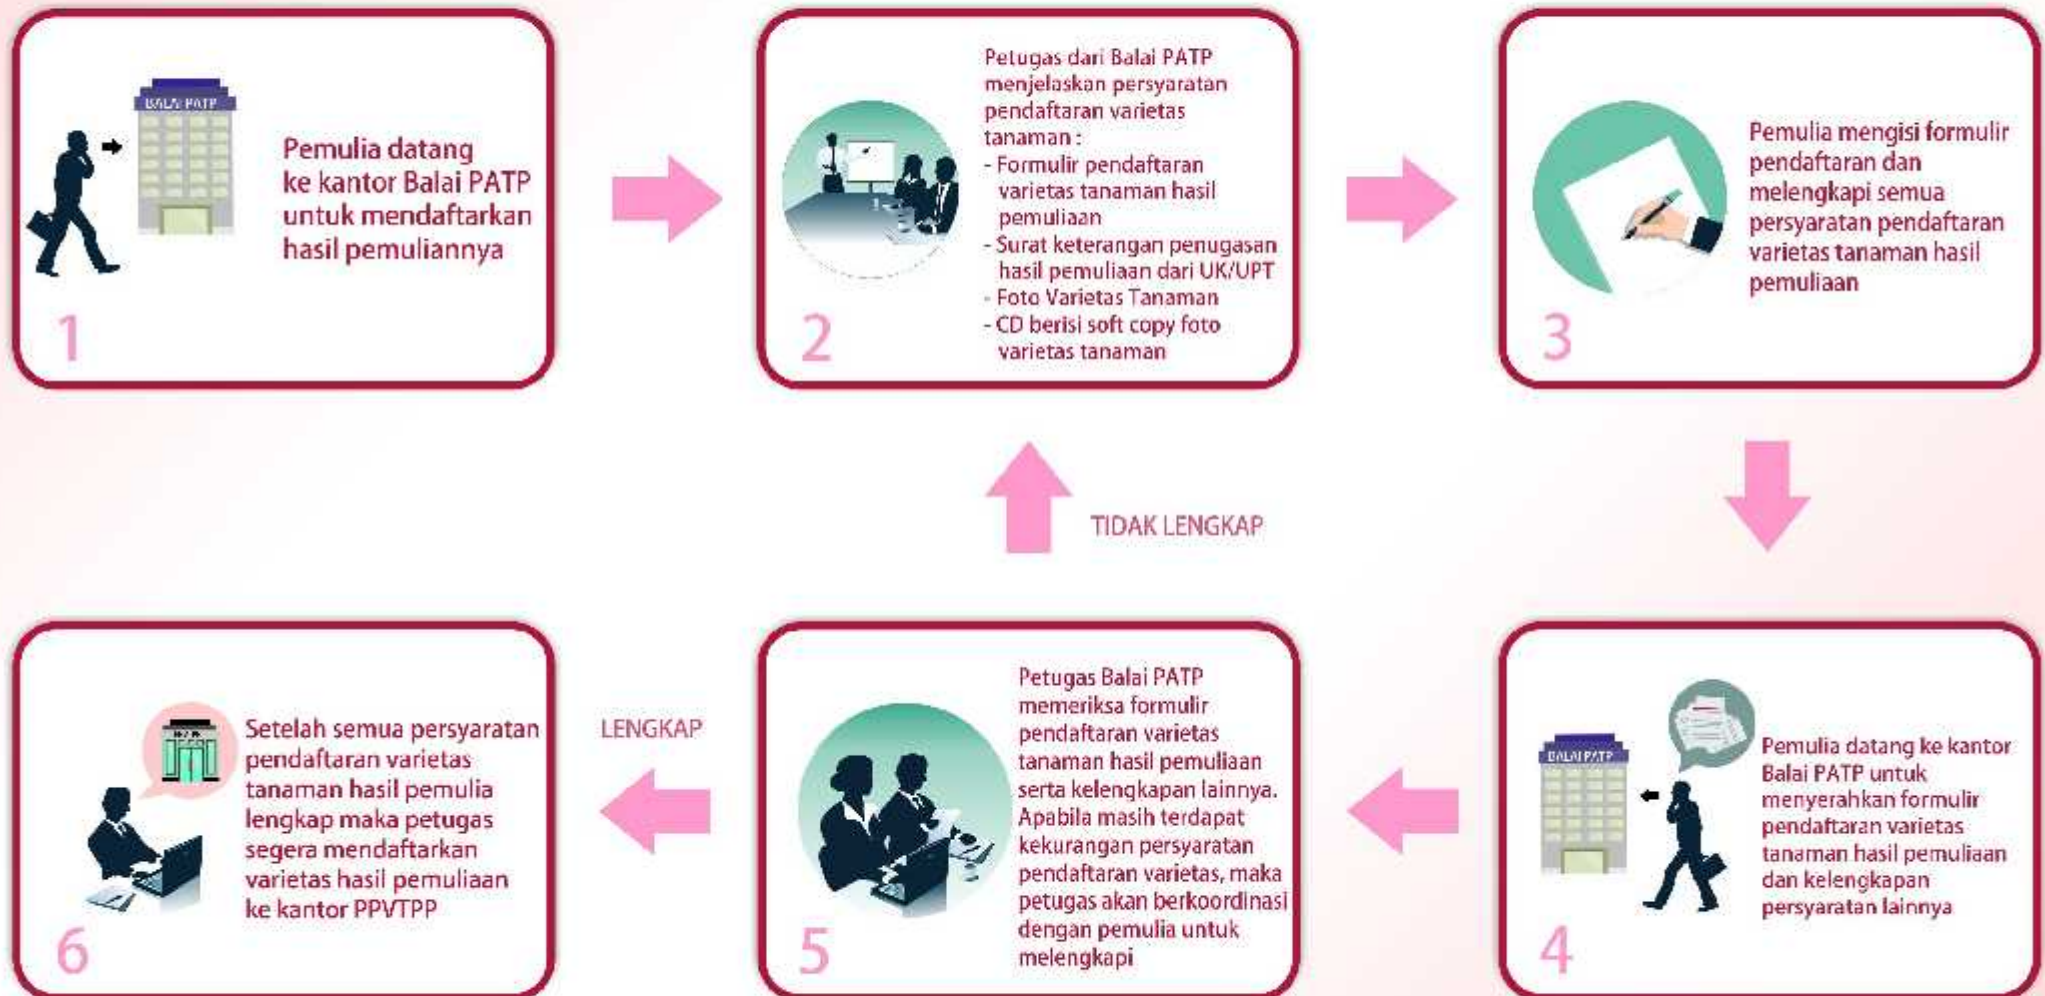 BALAI PATP
Pemulia datang
ke kantor Balai PATP
untuk mendaftarkan
hasil pemuliannya
1
Petugas dari Balai PATP
menjelaskan persyaratan
pendaftaran varietas
tanaman :
- Formulir pendaftaran
varietas tanaman hasil
pemuliaan
- Surat keterangan penugasan
hasil pemuliaan dari UK/UPT
- Foto Varietas Tanaman
- CD berisi soft copy foto
varietas tanaman
2
Pemulia mengisi formulir
pendaftaran dan
melengkapi semua
persyaratan pendaftaran
varietas tanaman hasil
pemuliaan
3
TIDAK LENGKAP
BALAI PATP
Pemulia datang ke kantor
Balai PATP untuk
menyerahkan formulir
pendaftaran varietas
tanaman hasil pemuliaan
dan kelengkapan
persyaratan lainnya
4
Petugas Balai PATP
memeriksa formulir
pendaftaran varietas
tanaman hasil pemuliaan
serta kelengkapan lainnya.
Apabila masih terdapat
kekurangan persyaratan
pendaftaran varietas, maka
petugas akan berkoordinasi
dengan pemulia untuk
melengkapi
5
LENGKAP
Setelah semua persyaratan
pendaftaran varietas
tanaman hasil pemulia
lengkap maka petugas
segera mendaftarkan
varietas hasil pemuliaan
ke kantor PPVTPP
6